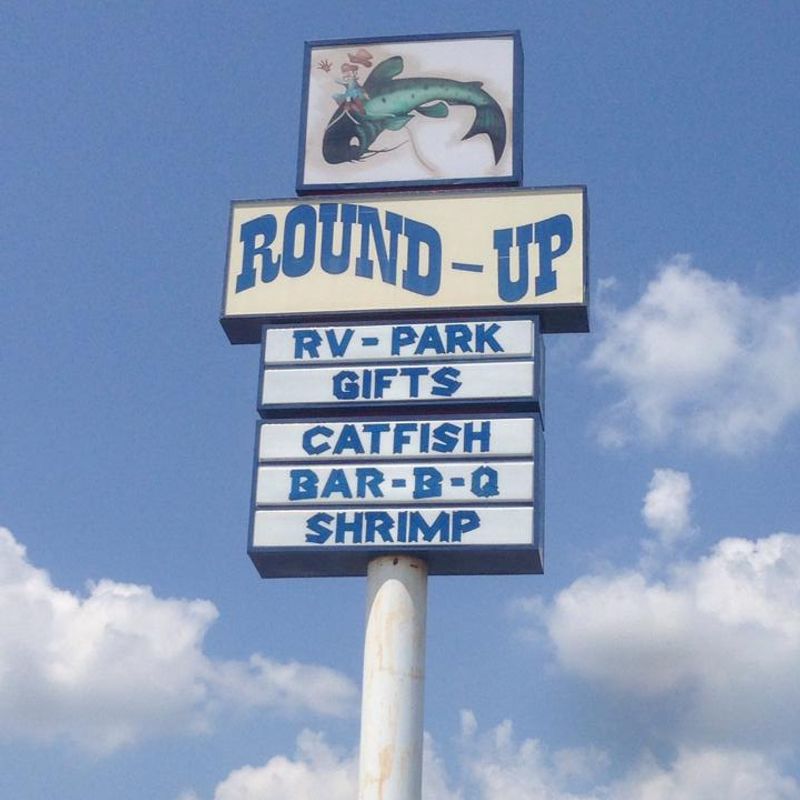 ROUND-UP
RV-PARK
GIFTS
CATFISH
BAR-B-Q
SHRIMP